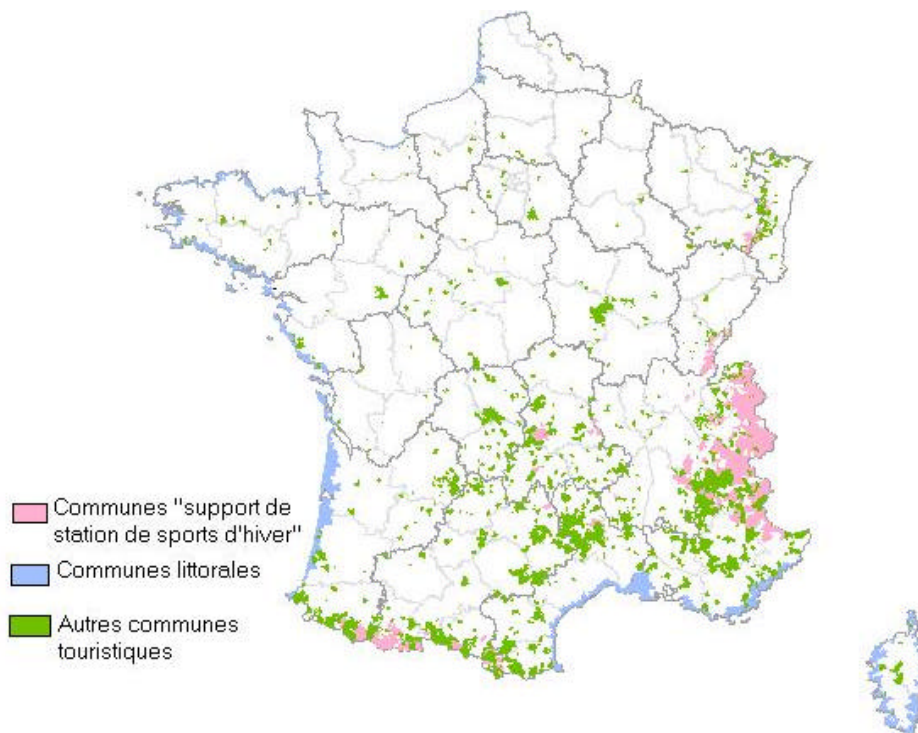 Communes "support de
station de sports d'hiver"
Communes littorales
Autres communes
touristiques